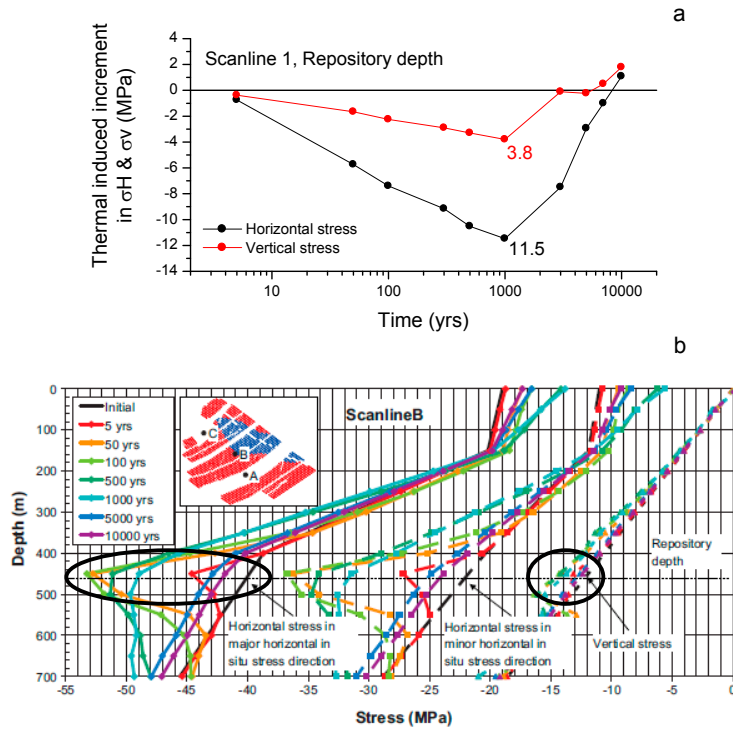 a
Scanline 1, Repository depth
Thermal induced increment
in σH & σv (MPa)
4
2
0
-2
-4
-6
-8
-10
-12
-14
3.8
11.5
Horizontal stress
Vertical stress
10
100
1000
10000
Time (yrs)
b
ScanlineB
Initial
5 yrs
50 yrs
100 yrs
500 yrs
1000 yrs
5000 yrs
10000 yrs
C
B
A
Depth (m)
0
100
200
300
400
500
600
700
Repository
depth
Horizontal stress in
major horizontal in
situ stress direction
Horizontal stress in
minor horizontal in
situ stress direction
Vertical stress
-55
-50
-45
-40
-35
-30
-25
-20
-15
-10
-5
0
Stress (MPa)